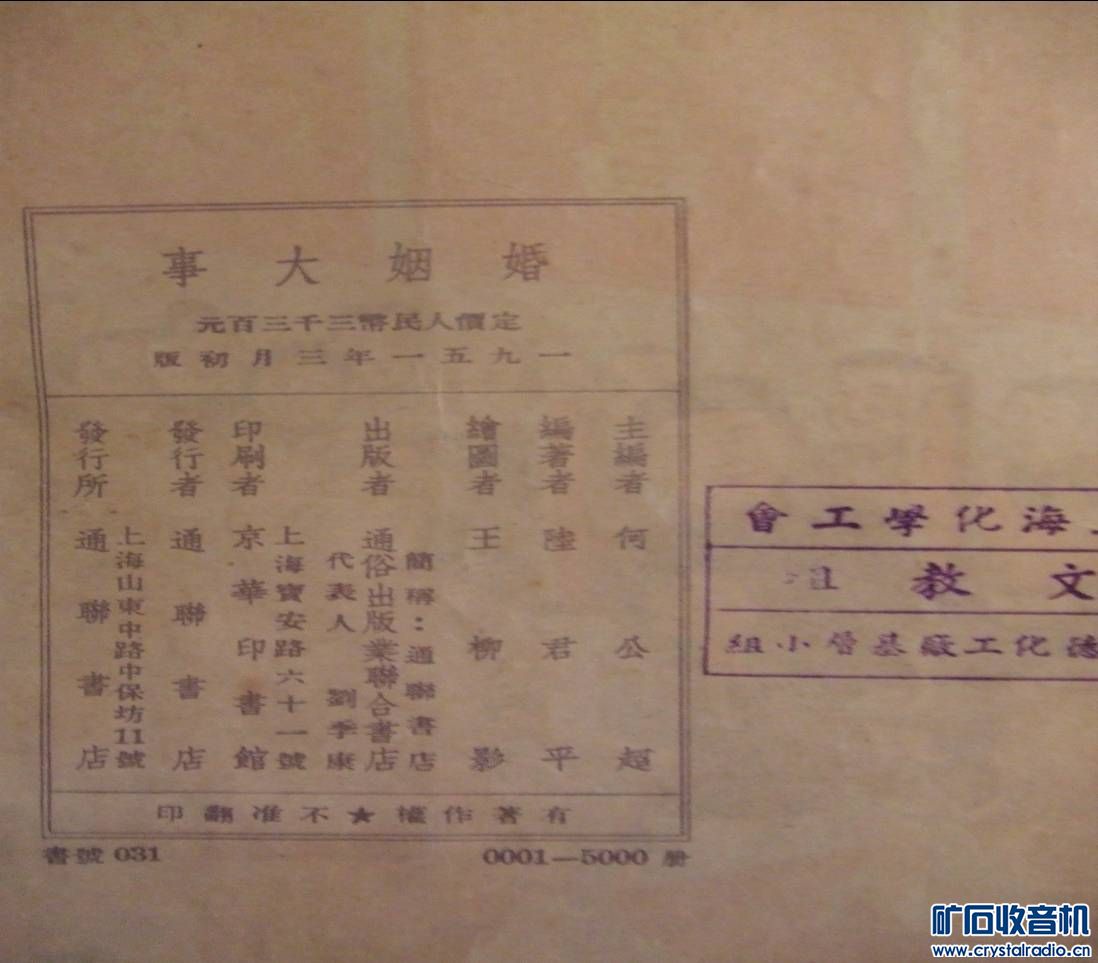 婚姻大事
定價人民幣三千三百元
一九五一年三月初版
主編者 何公超
編著者 陸君平
繪圖者 王柳影
出版者 通俗出版業聯合書店
簡稱：通聯書店
代表人 劉季康
印刷者 京華印書館
上海寶安路六十一號
發行者 通聯書店
發行所 通聯書店
上海山東中路中保坊11號
有著作權★不准翻印
書號 031
0001—5000 册
海化學工會
文教組
化工廠基層小組
矿石收音机
www.crystalradio.cn